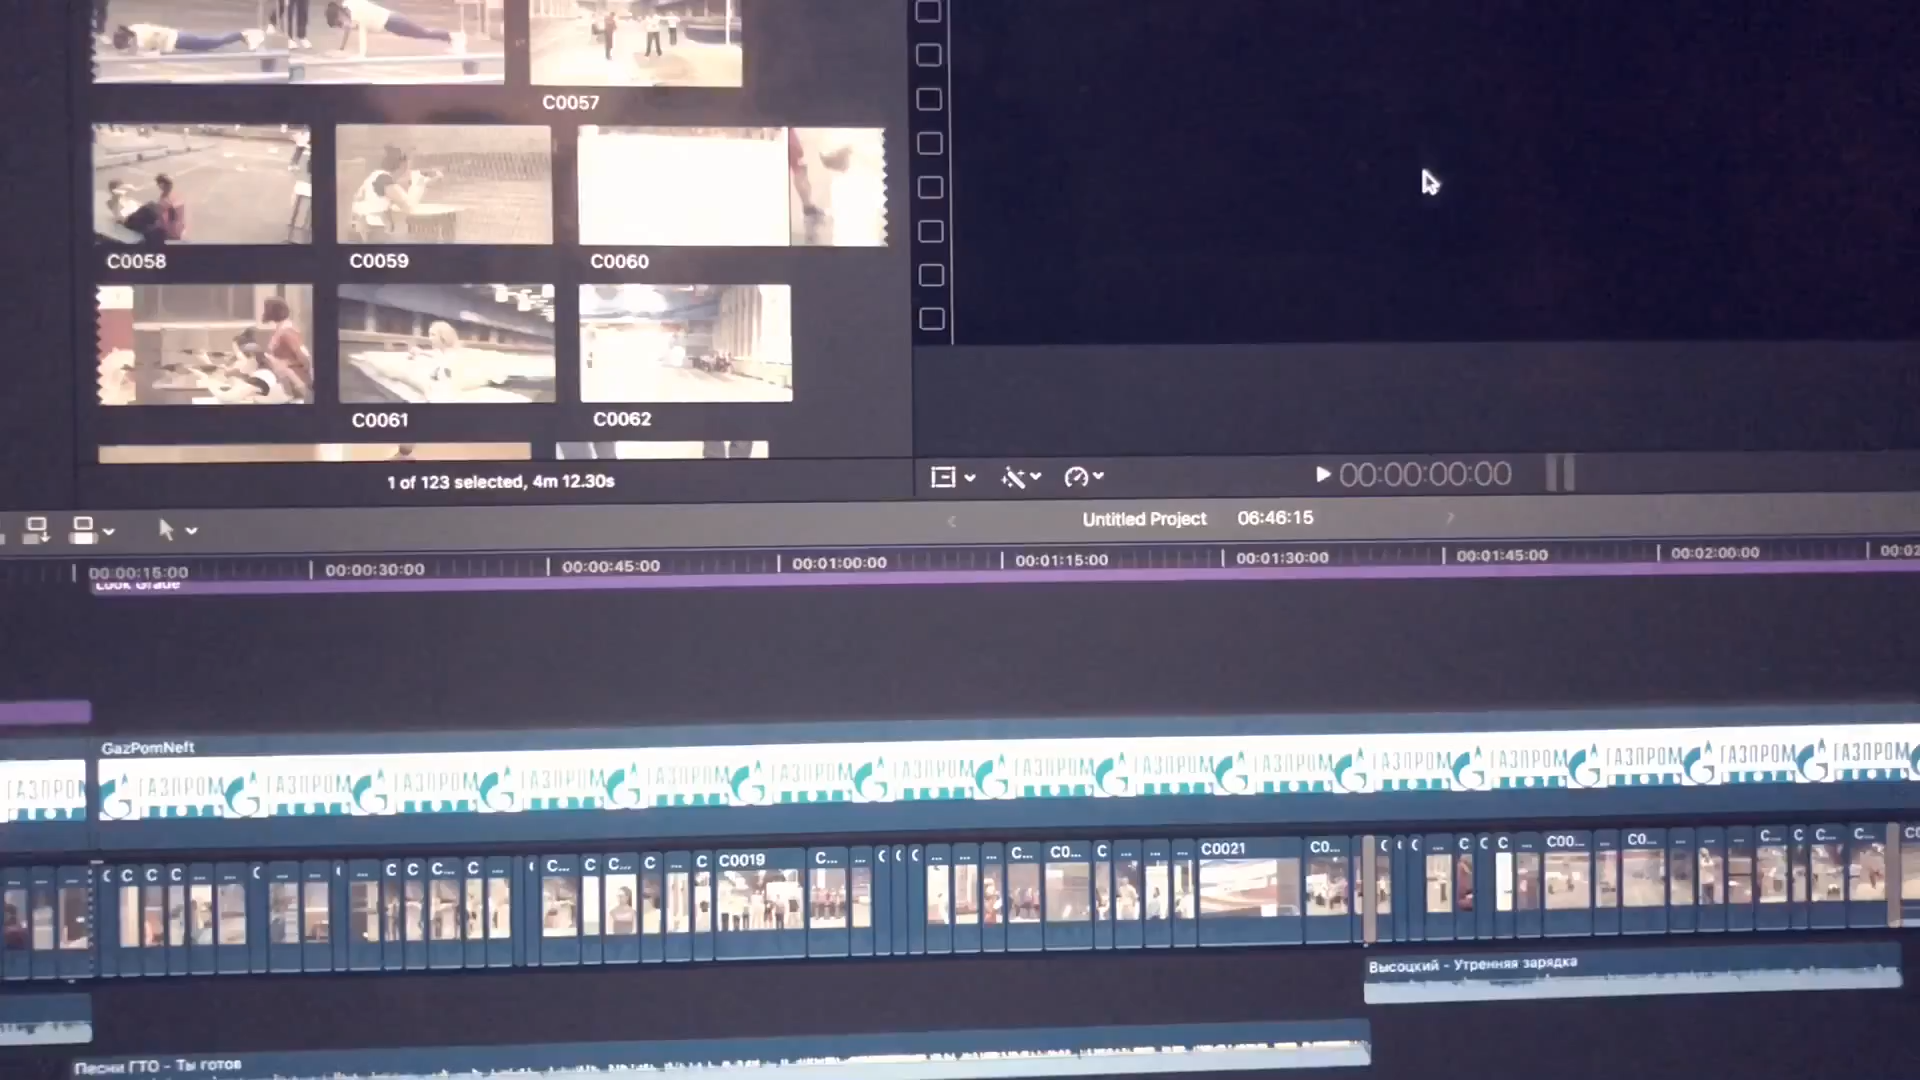 C0057
C0058
C0059
C0060
C0061
C0062
1 of 123 selected, 4m 12.30s
00:00:00:00
Untitled Project 06:46:15
00:00:15:00 00:00:30:00 00:00:45:00 00:01:00:00 00:01:15:00 00:01:30:00 00:01:45:00 00:02:00:00
Look Grade
GazPomNeft
ГАЗПРОМ ГАЗПРОМ ГАЗПРОМ ГАЗПРОМ ГАЗПРОМ ГАЗПРОМ ГАЗПРОМ ГАЗПРОМ ГАЗПРОМ ГАЗПРОМ ГАЗПРОМ ГАЗПРОМ ГАЗПРОМ ГАЗПРОМ ГАЗПРОМ ГАЗПРОМ
C0019 C0021
Высоцкий - Утренняя зарядка
Песни ГТО - Ты готов